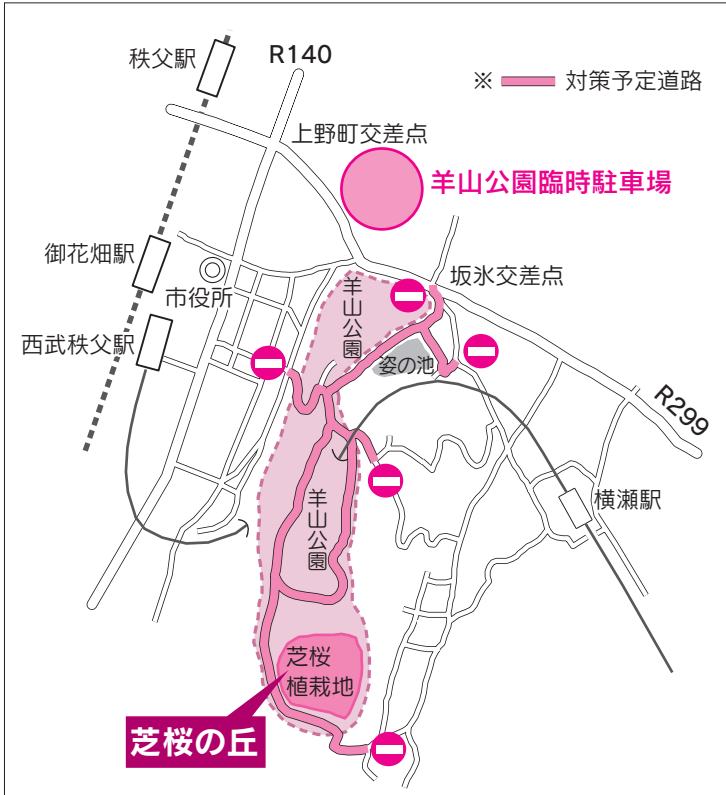 秩父駅
R140
※ 対策予定道路
上野町交差点
羊山公園臨時駐車場
御花畑駅
市役所
羊山公園
坂氷交差点
西武秩父駅
姿の池
R299
羊山公園
横瀬駅
芝桜
植栽地
芝桜の丘